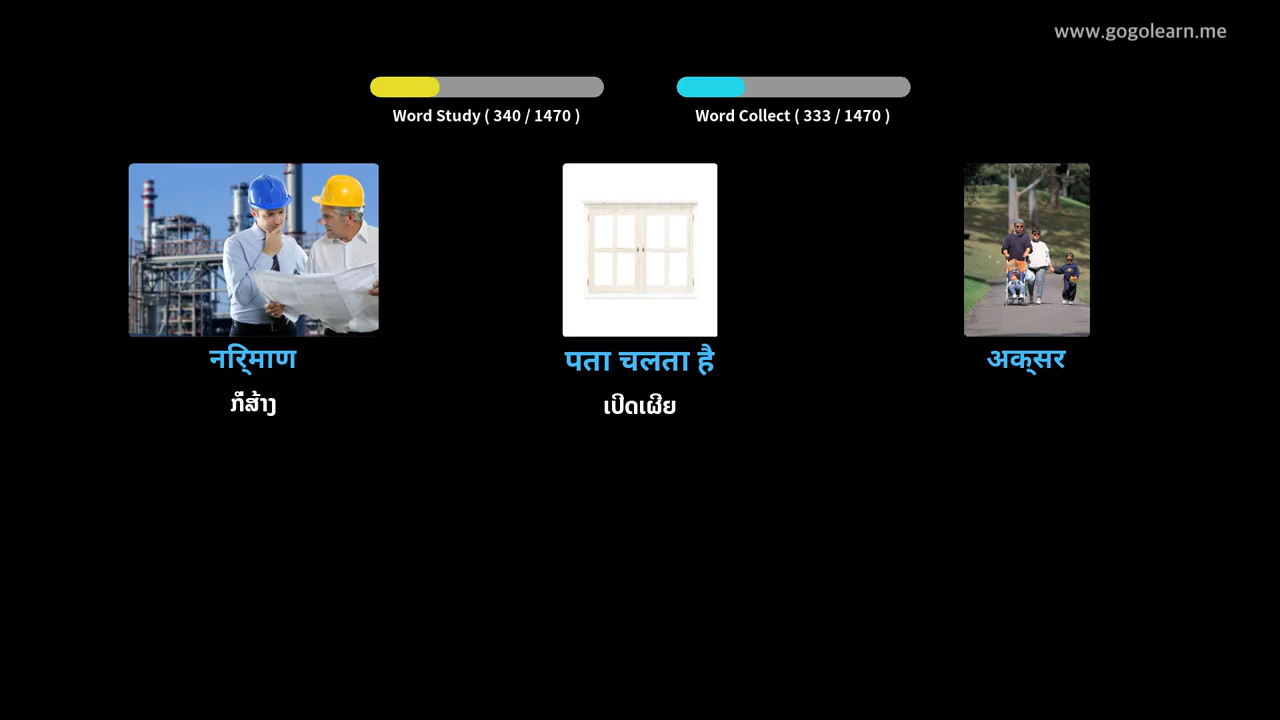 www.gogolearn.me
Word Study ( 340 / 1470 )
Word Collect ( 333 / 1470 )
निर्माण
पता चलता है
अक्सर
ກໍ່ສ້າງ
ເປີດເຜີຍ